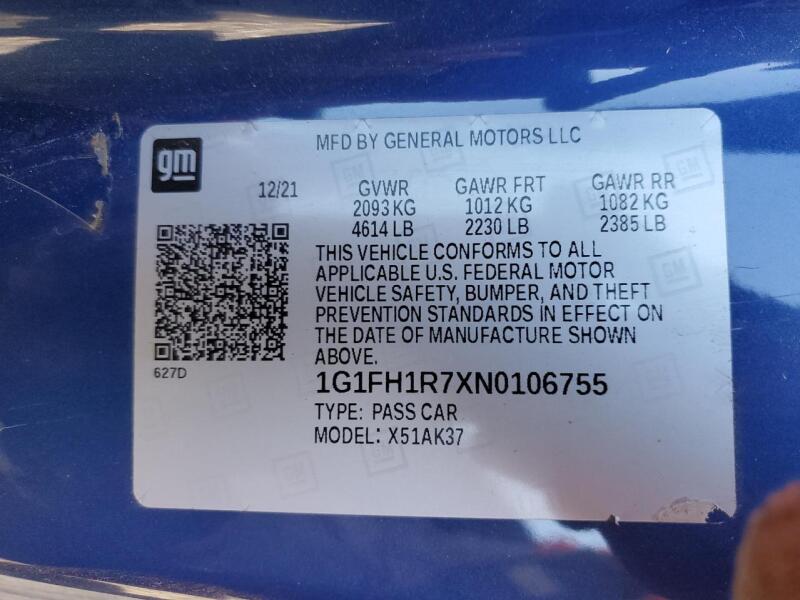 gm
MFD BY GENERAL MOTORS LLC
12/21
GVWR
2093 KG
4614 LB
GAWR FRT
1012 KG
2230 LB
GAWR RR
1082 KG
2385 LB
THIS VEHICLE CONFORMS TO ALL
APPLICABLE U.S. FEDERAL MOTOR
VEHICLE SAFETY, BUMPER, AND THEFT
PREVENTION STANDARDS IN EFFECT ON
THE DATE OF MANUFACTURE SHOWN
ABOVE.
627D
1G1FH1R7XN0106755
TYPE: PASS CAR
MODEL: X51AK37